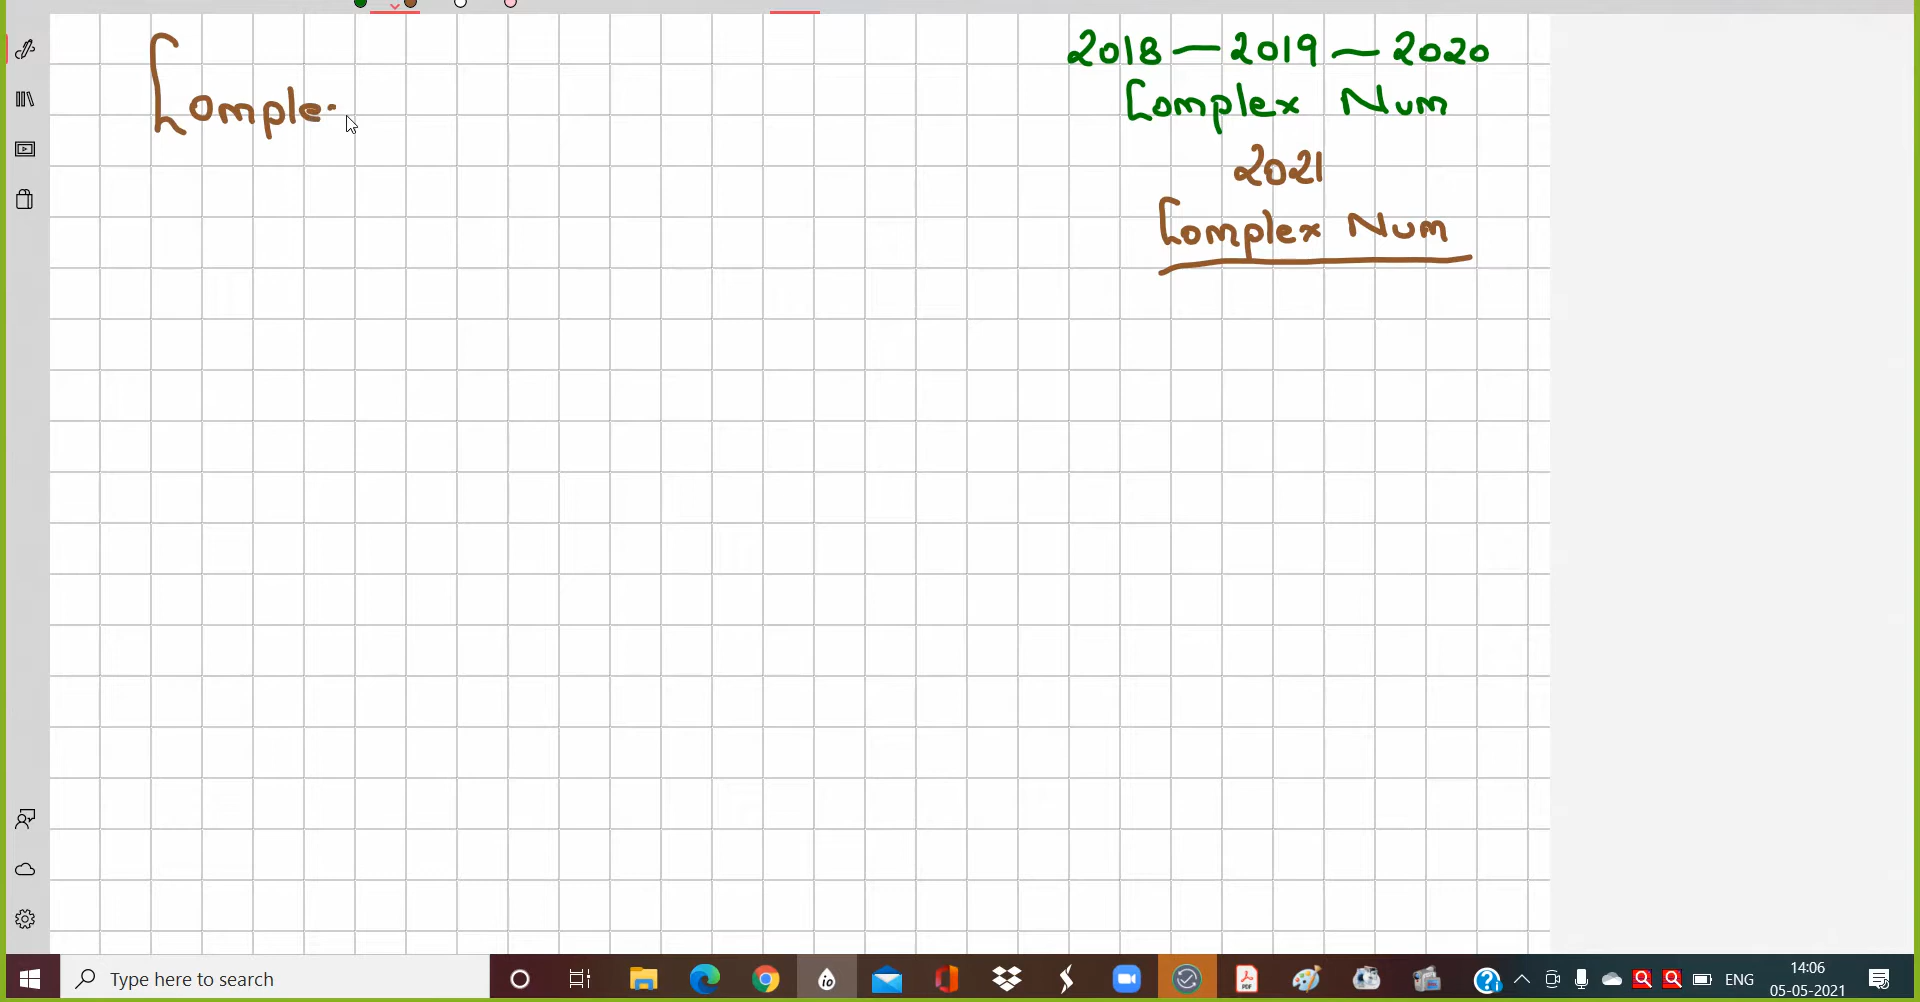 Comple
2018 — 2019 — 2020
Complex Num
2021
Complex Num
Type here to search
ENG
14:06
05-05-2021